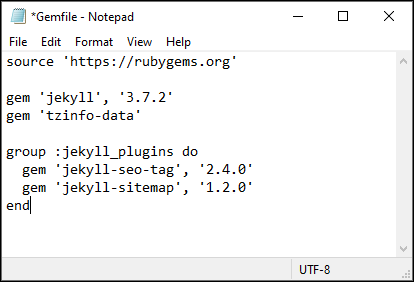 *Gemfile - Notepad
File Edit Format View Help
source 'https://rubygems.org'

gem 'jekyll', '3.7.2'
gem 'tzinfo-data'

group :jekyll_plugins do
  gem 'jekyll-seo-tag', '2.4.0'
  gem 'jekyll-sitemap', '1.2.0'
end
UTF-8